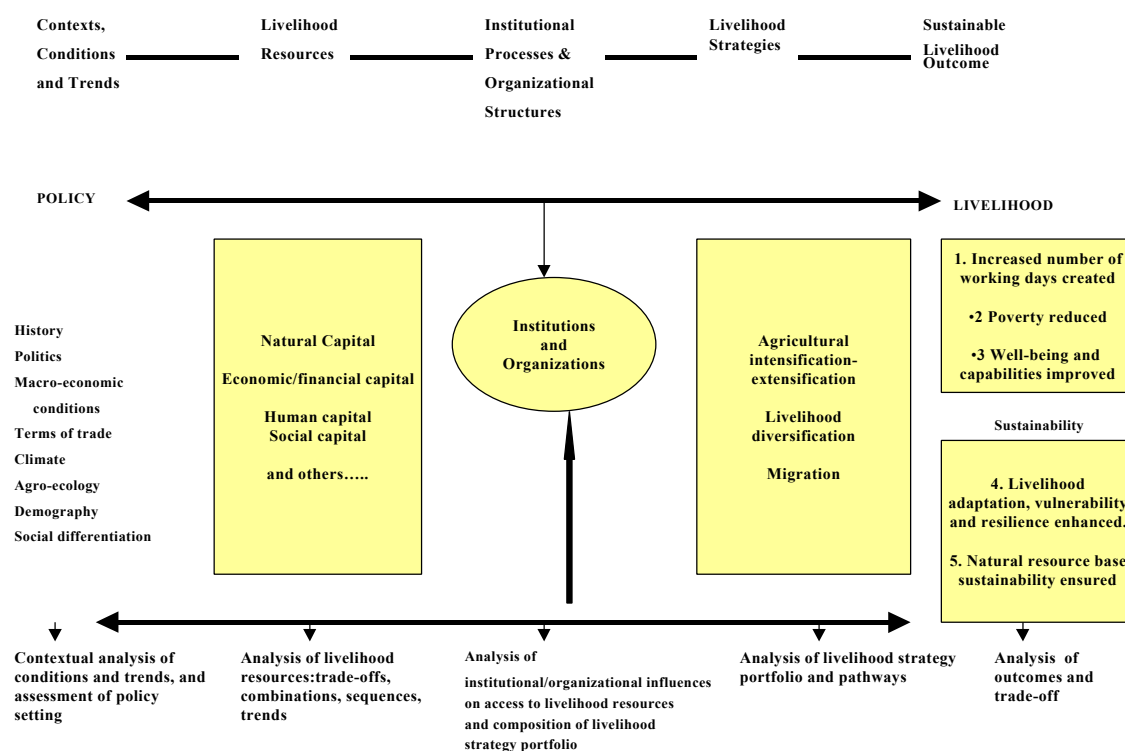 Contexts,
Conditions
and Trends
Livelihood
Resources
Institutional
Processes &
Organizational
Structures
Livelihood
Strategies
Sustainable
Livelihood
Outcome
POLICY
LIVELIHOOD
History
Politics
Macro-economic
conditions
Terms of trade
Climate
Agro-ecology
Demography
Social differentiation
Natural Capital
Economic/financial capital
Human capital
Social capital
and others…..
Institutions
and
Organizations
Agricultural
intensification-
extensification
Livelihood
diversification
Migration
1. Increased number of
working days created
•2 Poverty reduced
•3 Well-being and
capabilities improved
Sustainability
4. Livelihood
adaptation, vulnerability
and resilience enhanced.
5. Natural resource base
sustainability ensured
Contextual analysis of
conditions and trends, and
assessment of policy
setting
Analysis of livelihood
resources:trade-offs,
combinations, sequences,
trends
Analysis of
institutional/organizational influences
on access to livelihood resources
and composition of livelihood
strategy portfolio
Analysis of livelihood strategy
portfolio and pathways
Analysis of
outcomes and
trade-off